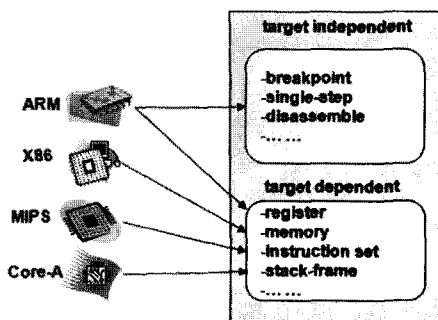 target independent
-breakpoint
-single-step
-disassemble
-... ...
ARM
X86
MIPS
Core-A
target dependent
-register
-memory
-instruction set
-stack-frame
-... ...